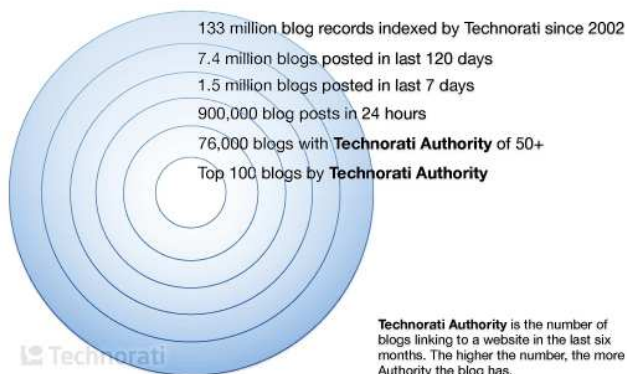 133 million blog records indexed by Technorati since 2002
7.4 million blogs posted in last 120 days
1.5 million blogs posted in last 7 days
900,000 blog posts in 24 hours
76,000 blogs with Technorati Authority of 50+
Top 100 blogs by Technorati Authority
Technorati Authority is the number of
blogs linking to a website in the last six
months. The higher the number, the more
Authority the blog has.
Technorati